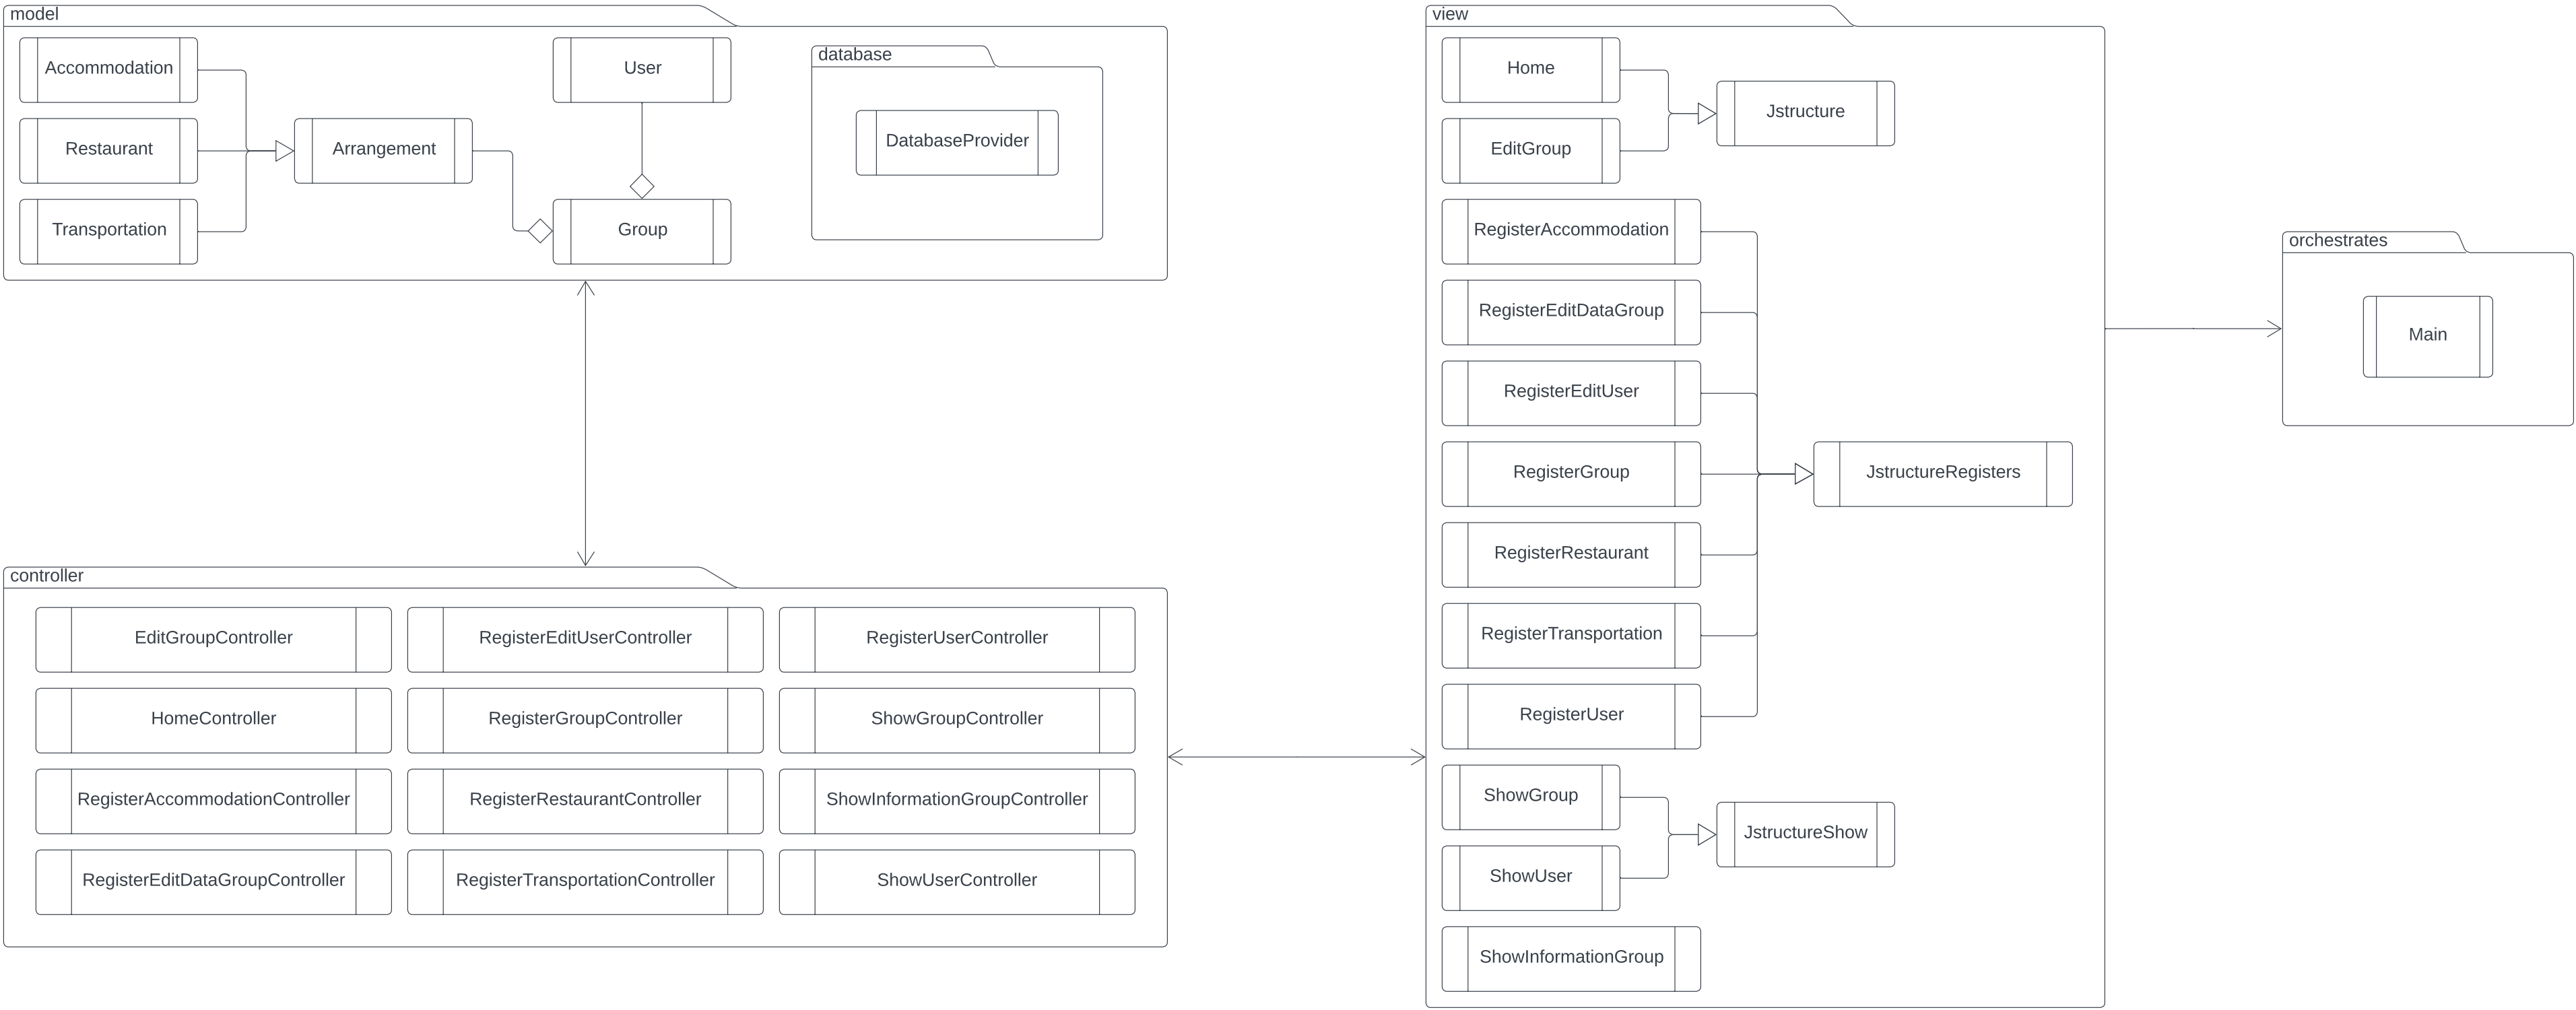 model
Accommodation
Restaurant
Transportation
Arrangement
User
Group
database
DatabaseProvider
controller
EditGroupController
RegisterEditUserController
RegisterUserController
HomeController
RegisterGroupController
ShowGroupController
RegisterAccommodationController
RegisterRestaurantController
ShowInformationGroupController
RegisterEditDataGroupController
RegisterTransportationController
ShowUserController
view
Home
EditGroup
Jstructure
RegisterAccommodation
RegisterEditDataGroup
RegisterEditUser
RegisterGroup
RegisterRestaurant
RegisterTransportation
RegisterUser
JstructureRegisters
ShowGroup
ShowUser
JstructureShow
ShowInformationGroup
orchestrates
Main